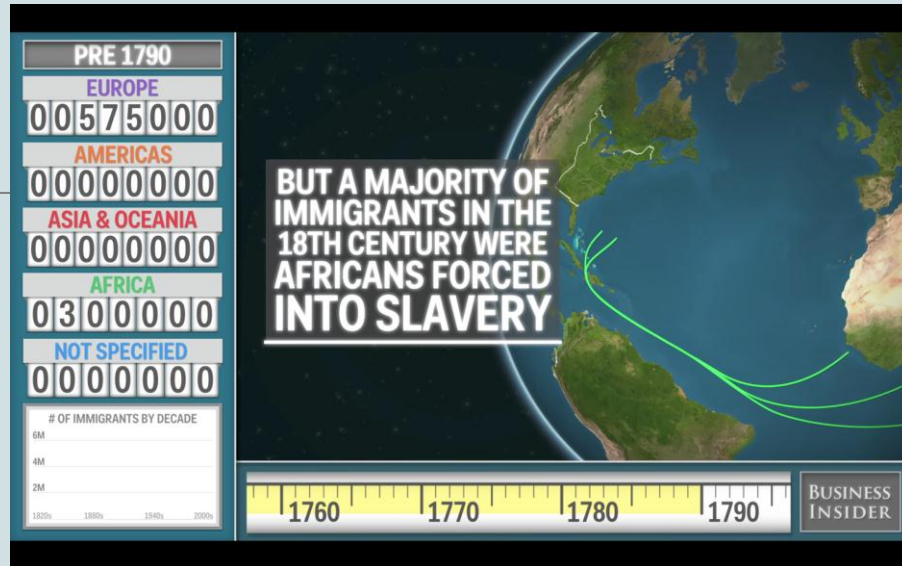 PRE 1790
EUROPE
00575000
AMERICAS
00000000
ASIA & OCEANIA
00000000
AFRICA
0300000
NOT SPECIFIED
0000000
# OF IMMIGRANTS BY DECADE
6M
4M
2M
1820s 1880s 1940s 2000s
BUT A MAJORITY OF
IMMIGRANTS IN THE
18TH CENTURY WERE
AFRICANS FORCED
INTO SLAVERY
1760 1770 1780 1790
BUSINESS
INSIDER